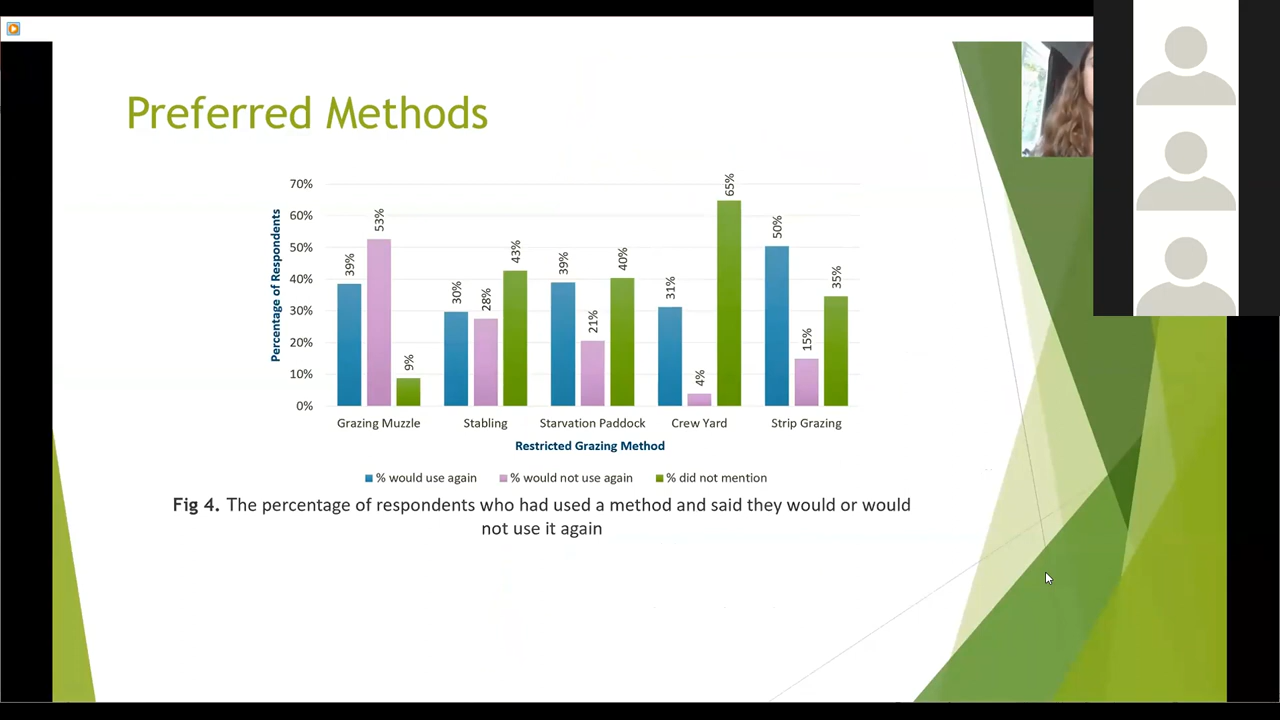 Preferred Methods
Percentage of Respondents
70%
60%
50%
40%
30%
20%
10%
0%
39%
53%
9%
30%
28%
43%
39%
21%
40%
31%
4%
65%
50%
15%
35%
Grazing Muzzle
Stabling
Starvation Paddock
Crew Yard
Strip Grazing
Restricted Grazing Method
% would use again
% would not use again
% did not mention
Fig 4. The percentage of respondents who had used a method and said they would or would
not use it again